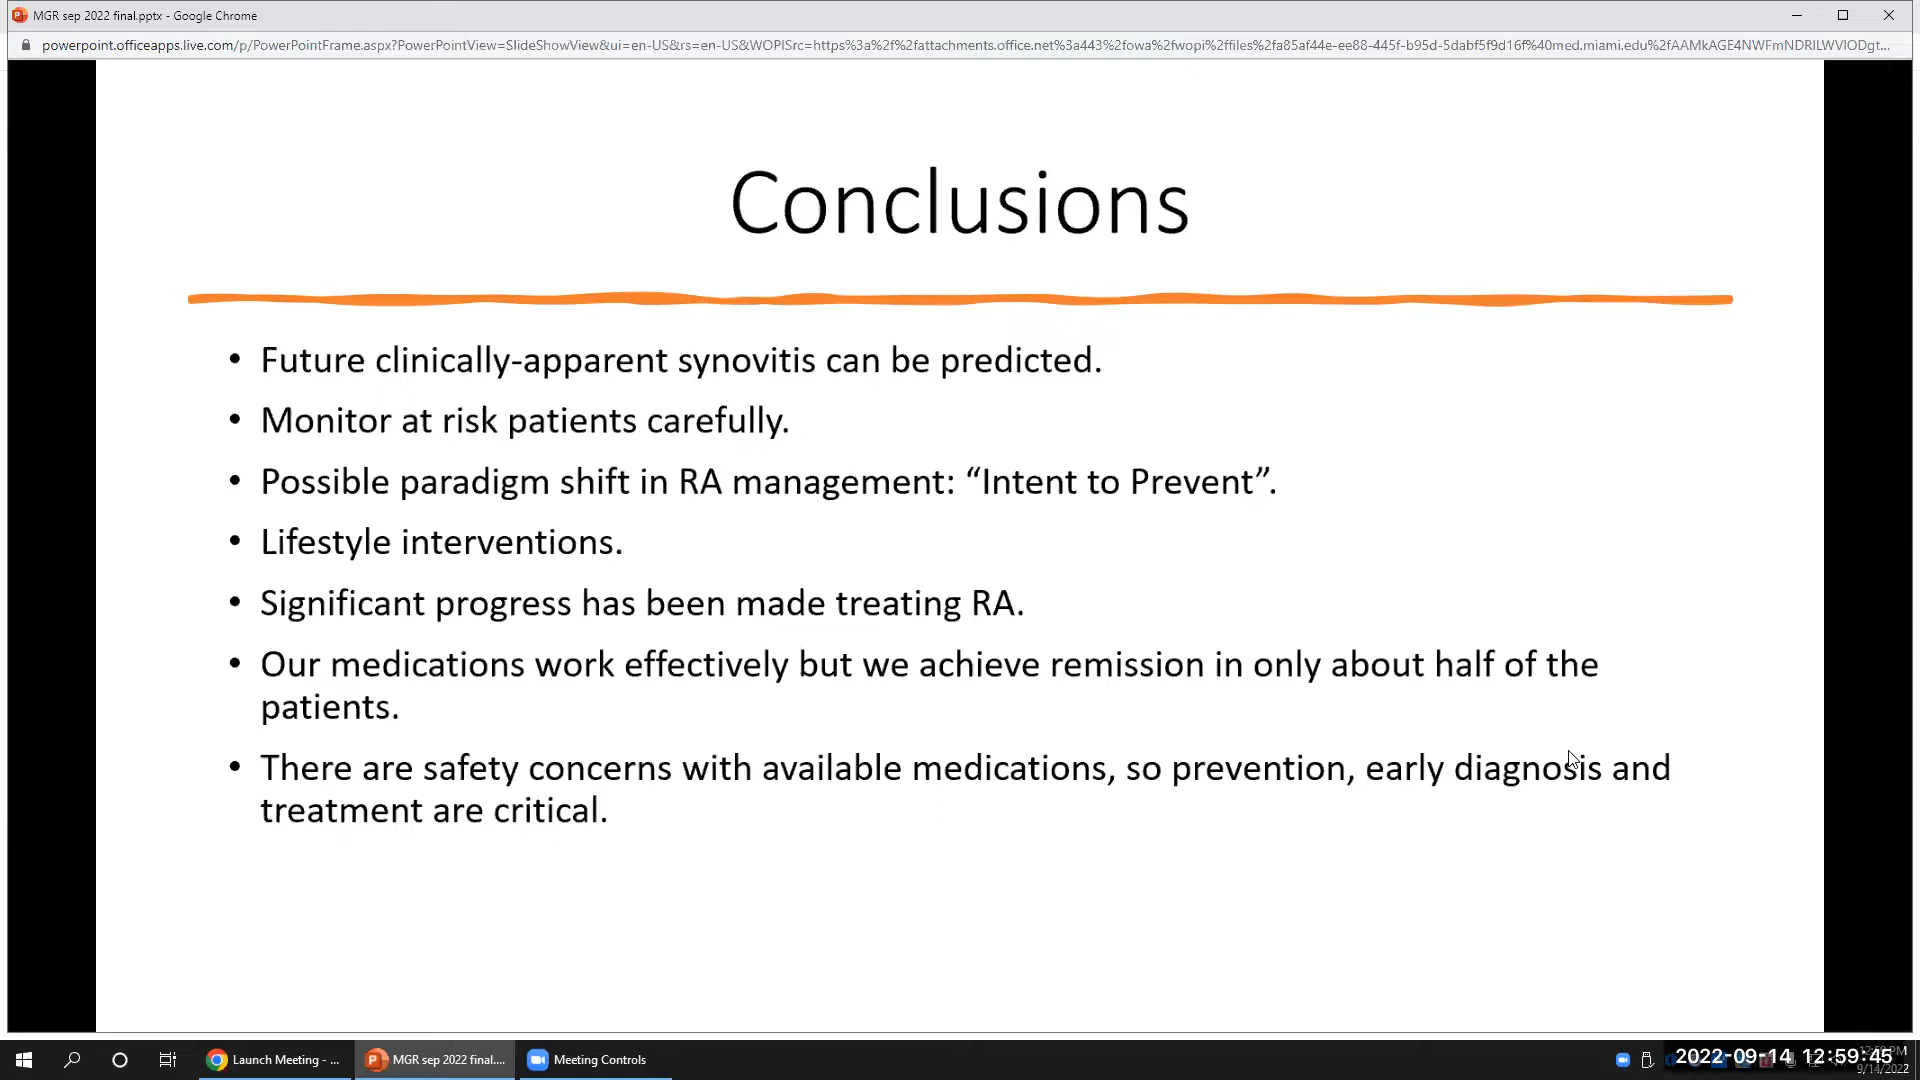 MGR sep 2022 final.pptx - Google Chrome
powerpoint.officeapps.live.com/p/PowerPointFrame.aspx?PowerPointView=SlideShowView&ui=en-US&rs=en-US&WOPISrc=https%3a%2f%2fattachments.office.net%3a443%2fowa%2fwopi%2ffiles%2fa85af44e-ee88-445f-b95d-5dabf5f9d16f%40med.miami.edu%2fAAMkAGE4NWFmNDRlLWVlODgt...
Conclusions
• Future clinically-apparent synovitis can be predicted.
• Monitor at risk patients carefully.
• Possible paradigm shift in RA management: “Intent to Prevent”.
• Lifestyle interventions.
• Significant progress has been made treating RA.
• Our medications work effectively but we achieve remission in only about half of the
patients.
• There are safety concerns with available medications, so prevention, early diagnosis and
treatment are critical.
Launch Meeting - ...
MGR sep 2022 final....
Meeting Controls
2022-09-14 12:59:45
9/14/2022